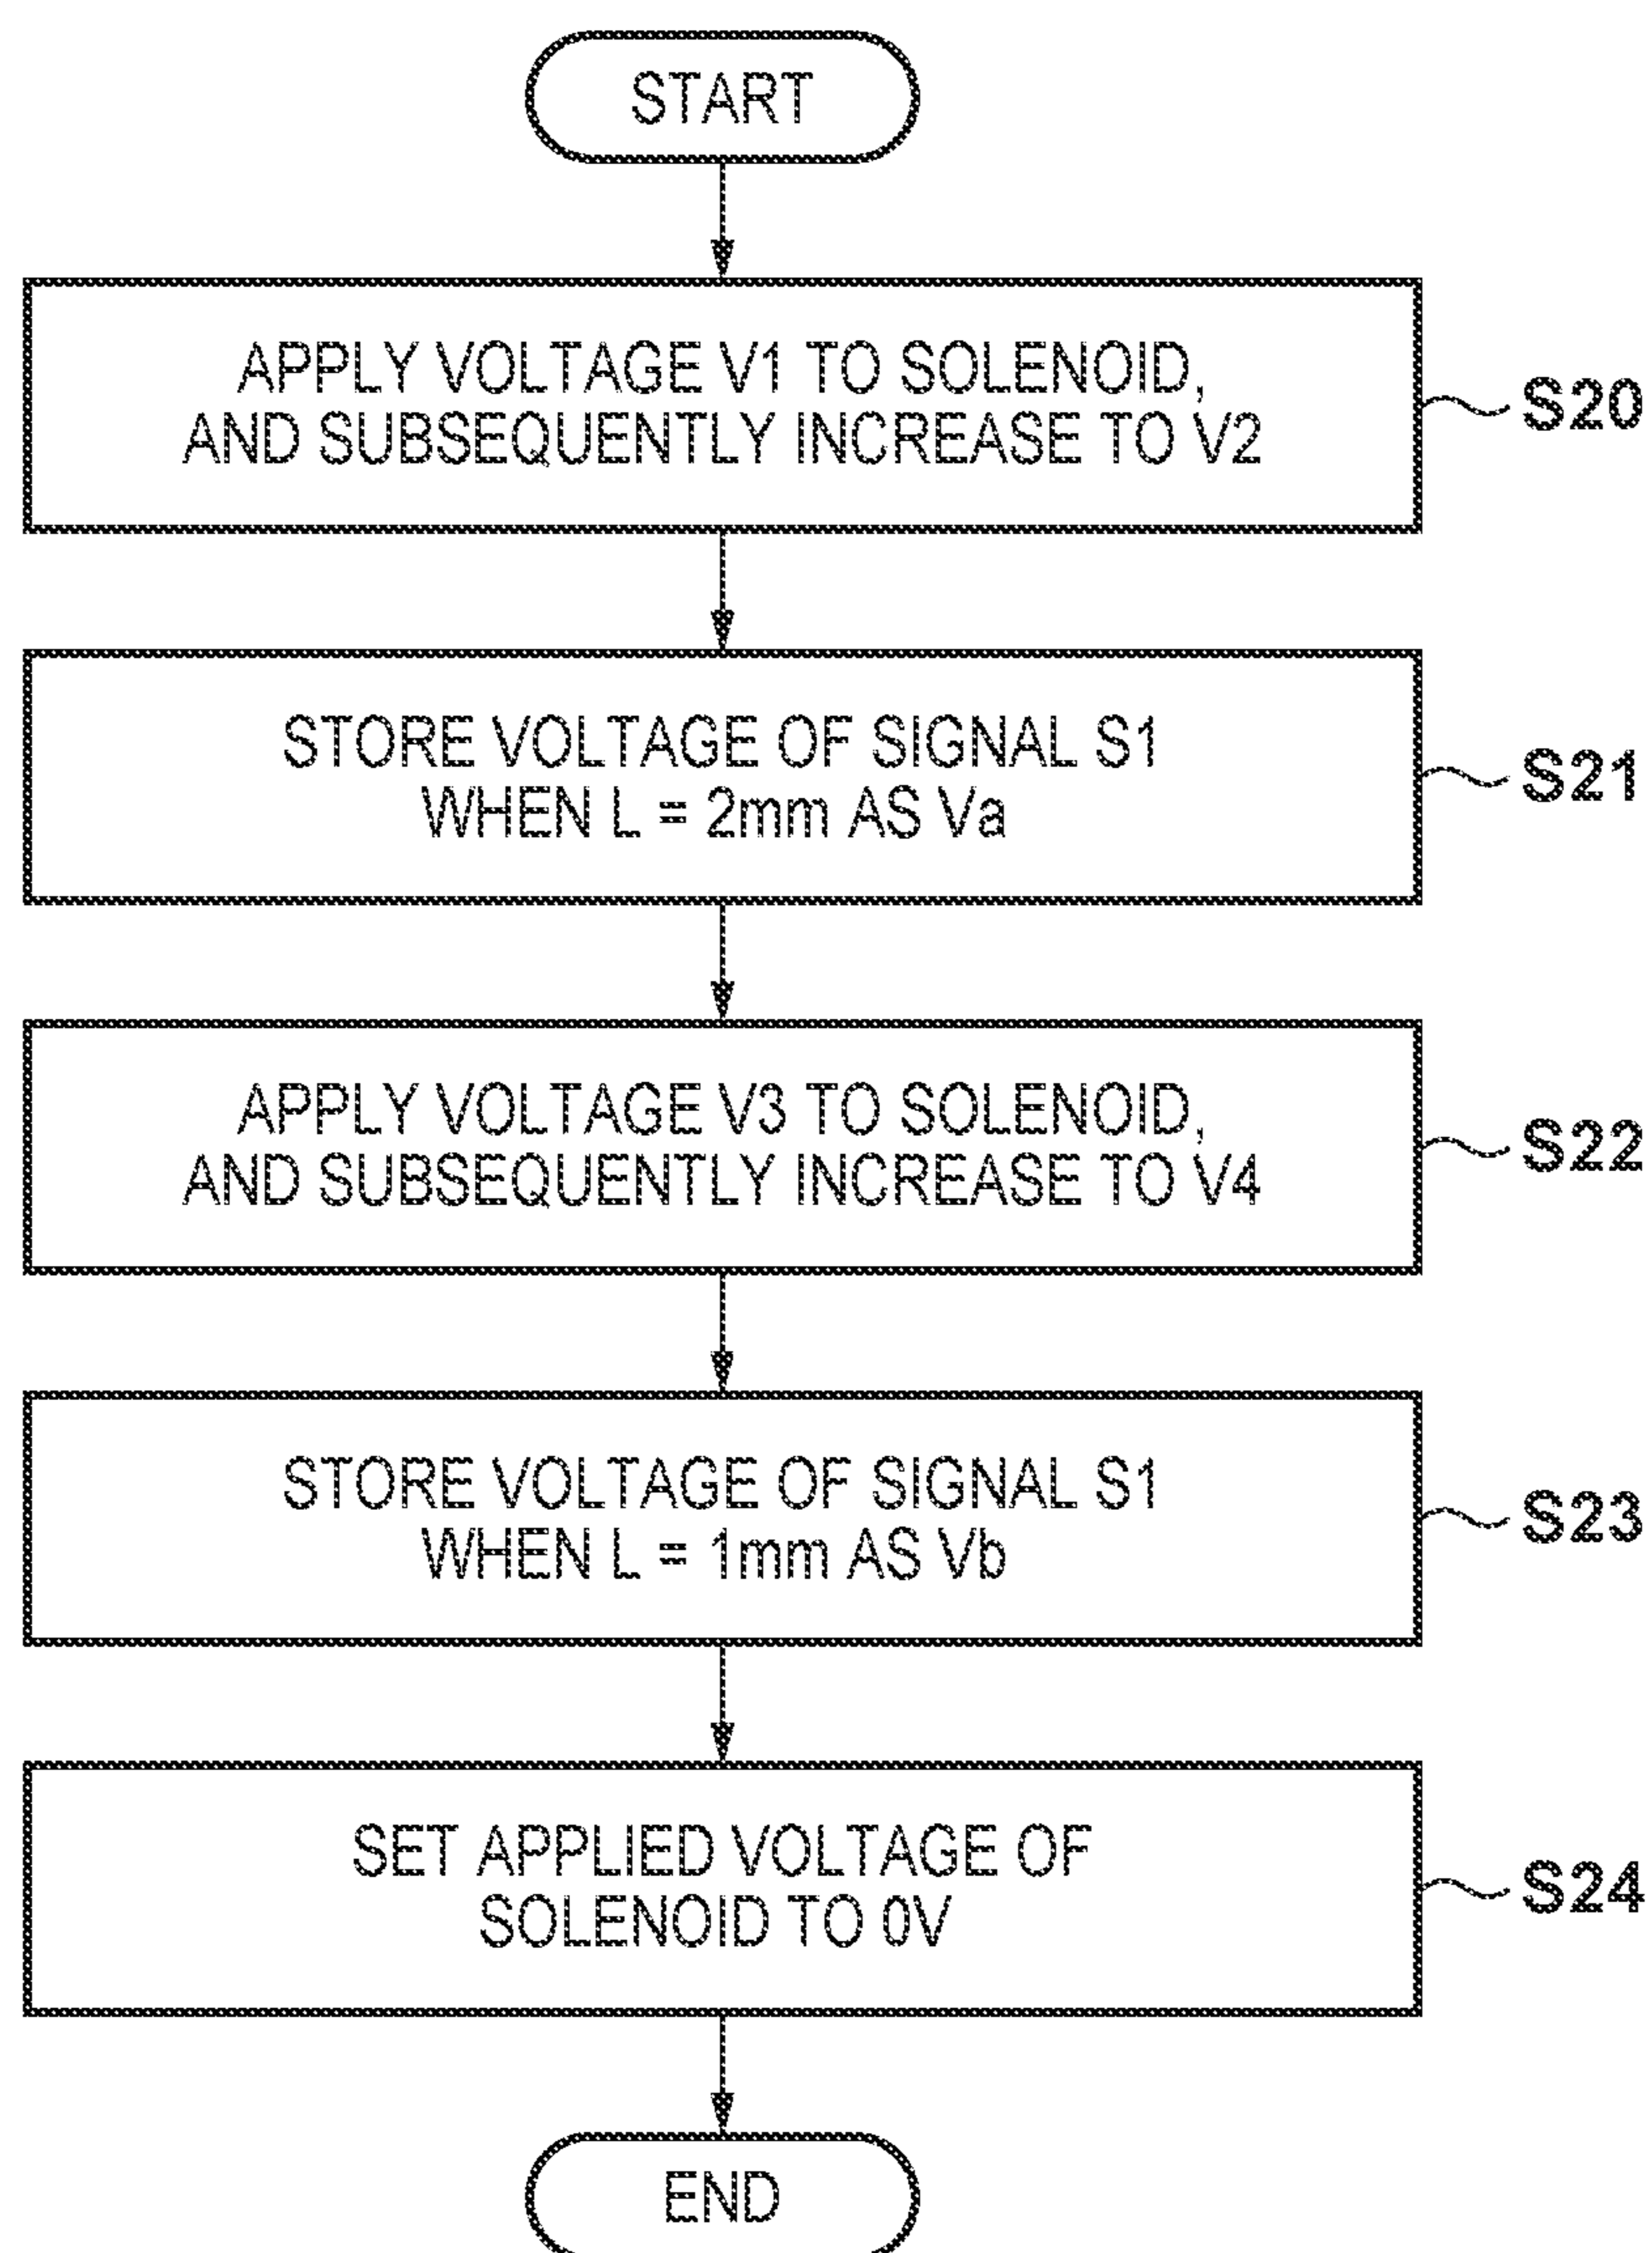 START
APPLY VOLTAGE V1 TO SOLENOID,
AND SUBSEQUENTLY INCREASE TO V2
S20
STORE VOLTAGE OF SIGNAL S1
WHEN L = 2mm AS Va
S21
APPLY VOLTAGE V3 TO SOLENOID,
AND SUBSEQUENTLY INCREASE TO V4
S22
STORE VOLTAGE OF SIGNAL S1
WHEN L = 1mm AS Vb
S23
SET APPLIED VOLTAGE OF
SOLENOID TO 0V
S24
END